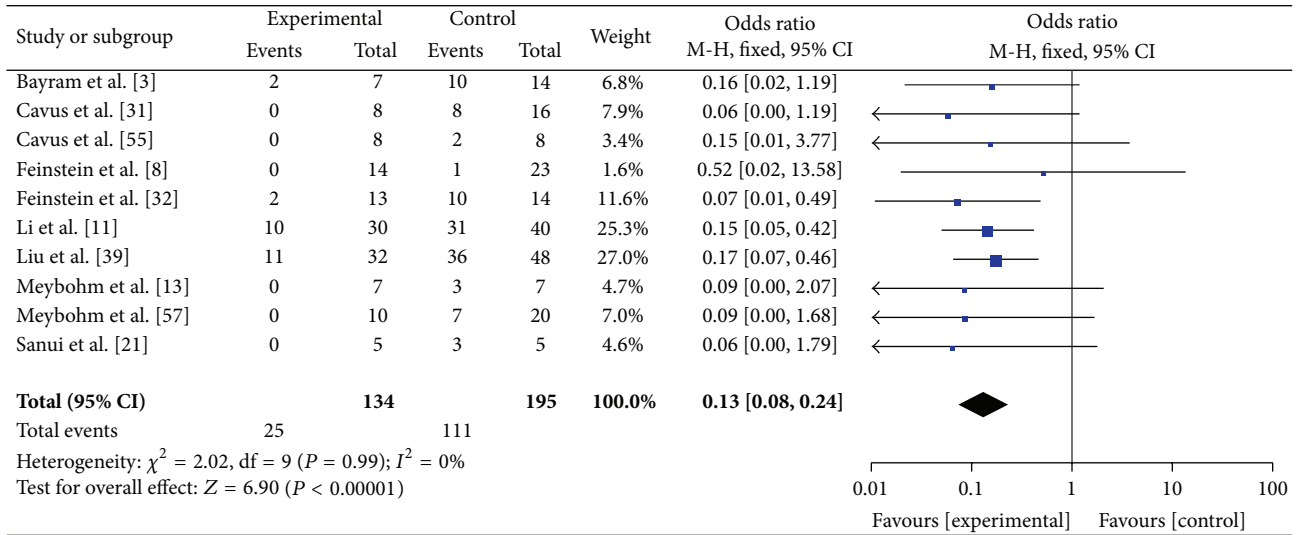 Study or subgroup Experimental Control Weight Odds ratio Odds ratio
Events Total Events Total M-H, fixed, 95% CI M-H, fixed, 95% CI
Bayram et al. [3] 2 7 10 14 6.8% 0.16 [0.02, 1.19]
Cavus et al. [31] 0 8 8 16 7.9% 0.06 [0.00, 1.19]
Cavus et al. [55] 0 8 2 8 3.4% 0.15 [0.01, 3.77]
Feinstein et al. [8] 0 14 1 23 1.6% 0.52 [0.02, 13.58]
Feinstein et al. [32] 2 13 10 14 11.6% 0.07 [0.01, 0.49]
Li et al. [11] 10 30 31 40 25.3% 0.15 [0.05, 0.42]
Liu et al. [39] 11 32 36 48 27.0% 0.17 [0.07, 0.46]
Meybohm et al. [13] 0 7 3 7 4.7% 0.09 [0.00, 2.07]
Meybohm et al. [57] 0 10 7 20 7.0% 0.09 [0.00, 1.68]
Sanui et al. [21] 0 5 3 5 4.6% 0.06 [0.00, 1.79]
Total (95% CI) 134 195 100.0% 0.13 [0.08, 0.24]
Total events 25 111
Heterogeneity: χ² = 2.02, df = 9 (P = 0.99); I² = 0%
Test for overall effect: Z = 6.90 (P < 0.00001)
0.01 0.1 1 10 100
Favours [experimental] Favours [control]